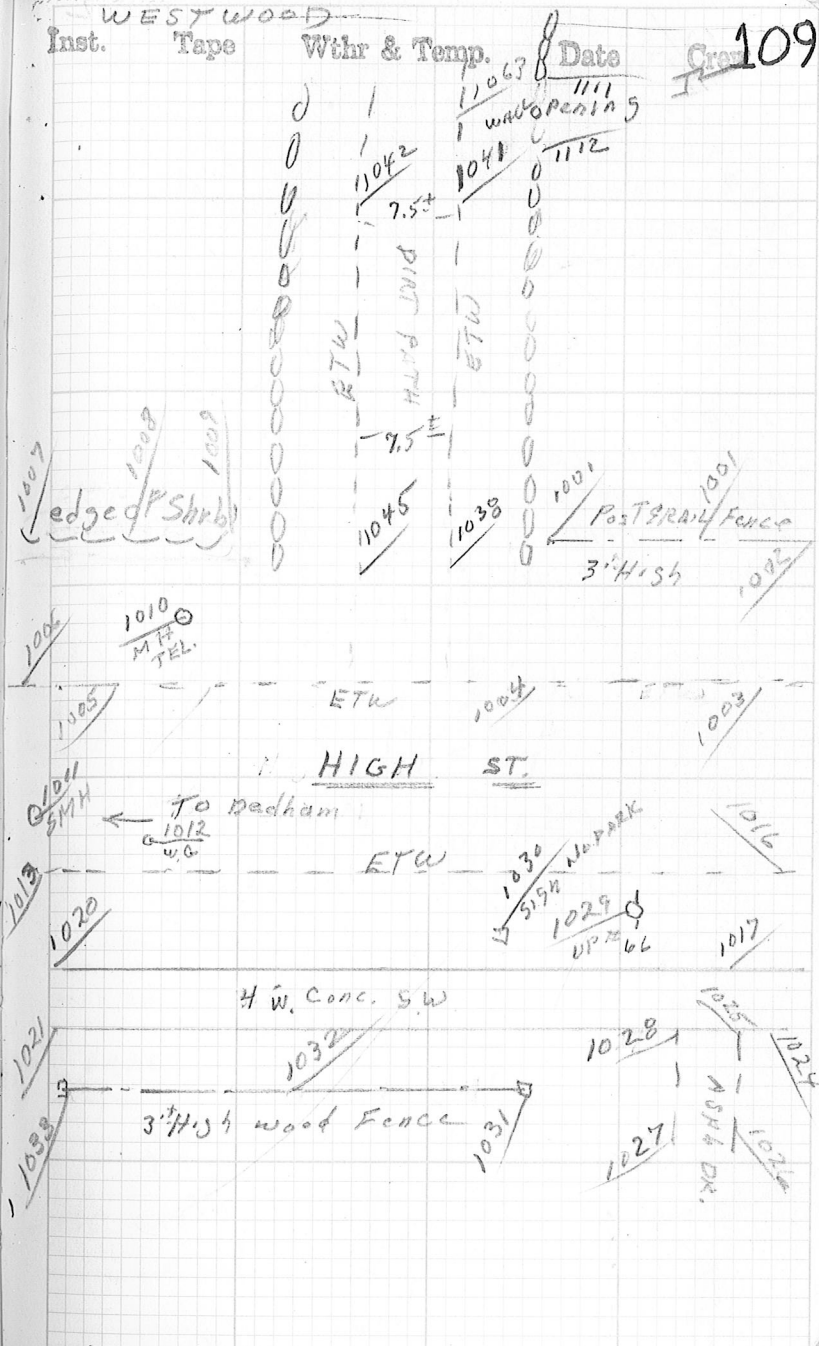 WESTWOOD
109
Inst. Tape Wthr & Temp. Date Crew
11063
1111
WALL OPENING
1112
11042
1041
7.5±
DIRT PATH
ETW
ETW
7.5±
1007
1008
1009
edge of Shrb
11045
11038
1001
1001
POST & RAIL Fence
3'± High
1002
1006
1010
MH
TEL.
1005
ETW
1004
1003
HIGH ST.
1011
SMH
← To Dedham
1012
W.G
ETW
1030
SIGN NO PARK
1016
1013
1020
1029
UP # 66
1017
4 W. Conc. S.W
1025
1021
1028
1024
1032
3'± High wood Fence
1031
1033
1027
1026
DR.